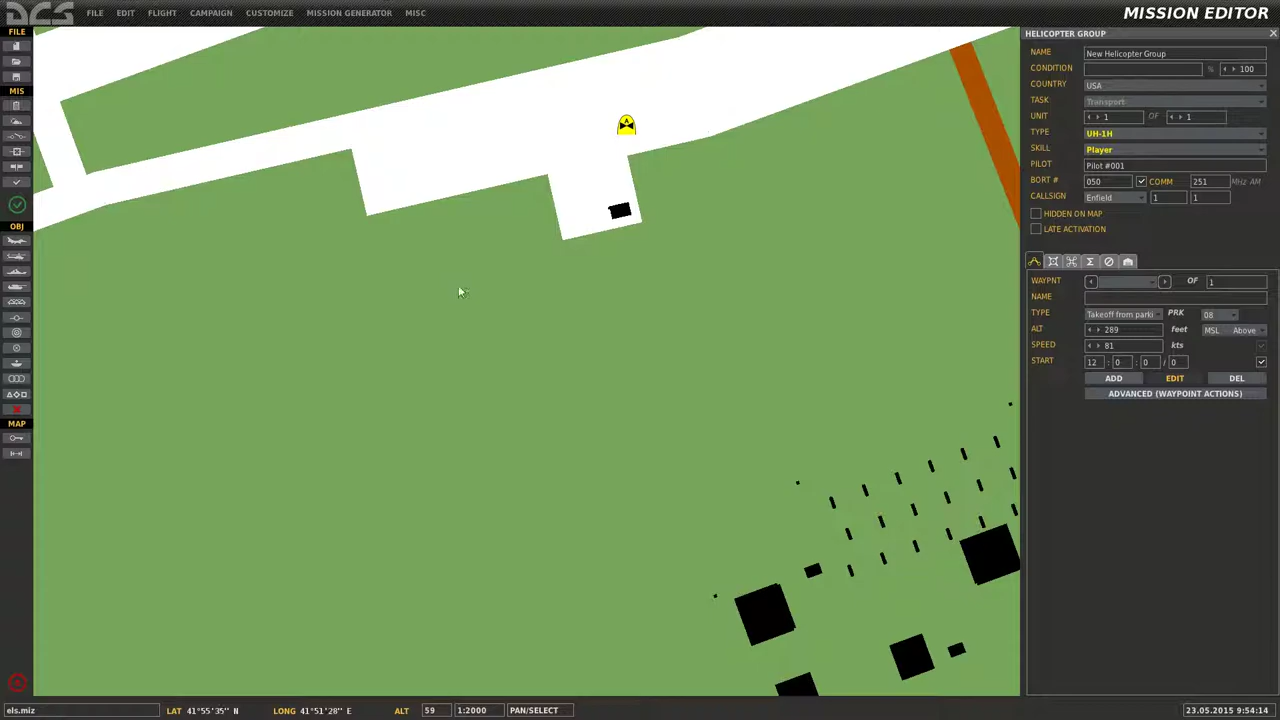 DCS FILE EDIT FLIGHT CAMPAIGN CUSTOMIZE MISSION GENERATOR MISC MISSION EDITOR
FILE
MIS
OBJ
MAP
A
HELICOPTER GROUP
NAME New Helicopter Group
CONDITION % 100
COUNTRY USA
TASK Transport
UNIT 1 OF 1
TYPE UH-1H
SKILL Player
PILOT Pilot #001
BORT # 050 COMM 251 MHz AM
CALLSIGN Enfield 1 1
HIDDEN ON MAP
LATE ACTIVATION
WAYPNT OF 1
NAME
TYPE Takeoff from parki PRK 08
ALT 289 feet MSL Above
SPEED 81 kts
START 12 : 0 : 0 / 0
ADD EDIT DEL
ADVANCED (WAYPOINT ACTIONS)
els.miz LAT 41°55'35" N LONG 41°51'28" E ALT 59 1:2000 PAN/SELECT 23.05.2015 9:54:14